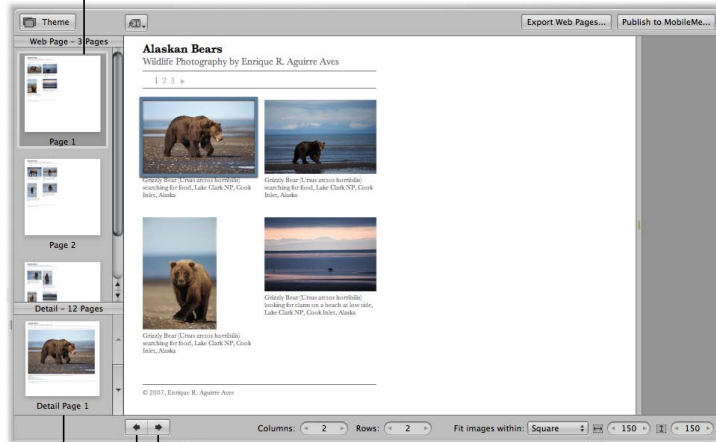 Theme
Export Web Pages...
Publish to MobileMe...
Web Page – 3 Pages
Page 1
Page 2
Detail – 12 Pages
Detail Page 1
Alaskan Bears
Wildlife Photography by Enrique R. Aguirre Aves
1 2 3
Grizzly Bear (Ursus arctos horribilis)
searching for food, Lake Clark NP, Cook
Inlet, Alaska
Grizzly Bear (Ursus arctos horribilis)
searching for food, Lake Clark NP, Cook
Inlet, Alaska
Grizzly Bear (Ursus arctos horribilis)
searching for food, Lake Clark NP, Cook
Inlet, Alaska
Grizzly Bear (Ursus arctos horribilis)
looking for clams on a beach at low tide,
Lake Clark NP, Cook Inlet, Alaska
© 2007, Enrique R. Aguirre Aves
Columns: 2 Rows: 2 Fit images within: Square 150 150